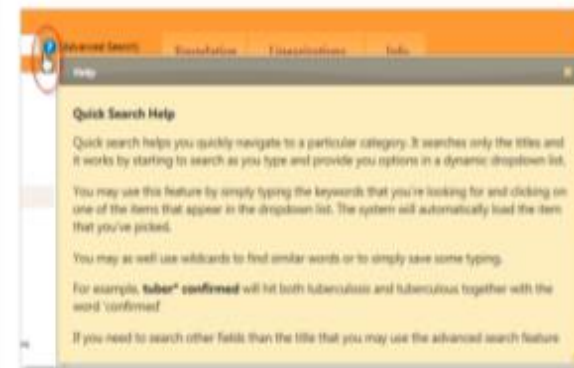 Advanced Search
Foundation Linearizations Info
Help
Quick Search Help
Quick search helps you quickly navigate to a particular category. It searches only the titles and
it works by starting to search as you type and provide you options in a dynamic dropdown list.
You may use this feature by simply typing the keywords that you're looking for and clicking on
one of the items that appear in the dropdown list. The system will automatically load the item
that you've picked.
You may as well use wildcards to find similar words or to simply save some typing.
For example, tuber* confirmed will hit both tuberculosis and tuberculous together with the
word 'confirmed'
If you need to search other fields than the title that you may use the advanced search feature